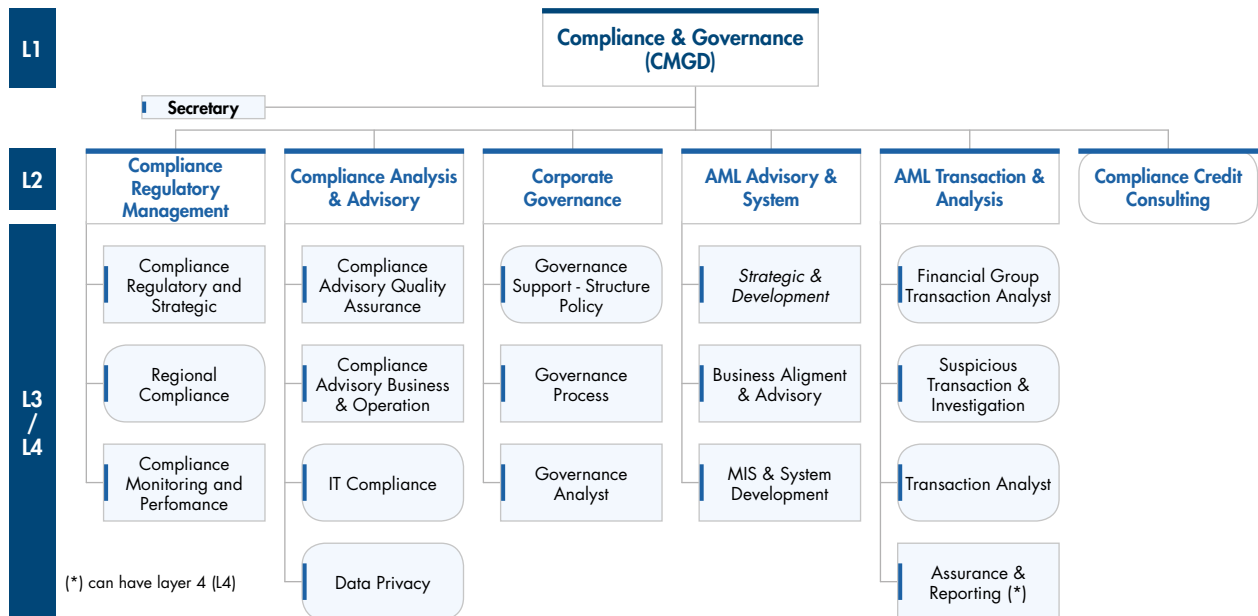 L1
Compliance & Governance
(CMGD)
Secretary
L2
Compliance
Regulatory
Management
Compliance Analysis
& Advisory
Corporate
Governance
AML Advisory &
System
AML Transaction &
Analysis
Compliance Credit
Consulting
L3
/
L4
Compliance
Regulatory and
Strategic
Compliance
Advisory Quality
Assurance
Governance
Support - Structure
Policy
Strategic &
Development
Financial Group
Transaction Analyst
Regional
Compliance
Compliance
Advisory Business
& Operation
Governance
Process
Business Aligment
& Advisory
Suspicious
Transaction &
Investigation
Compliance
Monitoring and
Perfomance
IT Compliance
Governance
Analyst
MIS & System
Development
Transaction Analyst
Data Privacy
Assurance &
Reporting (*)
(*) can have layer 4 (L4)